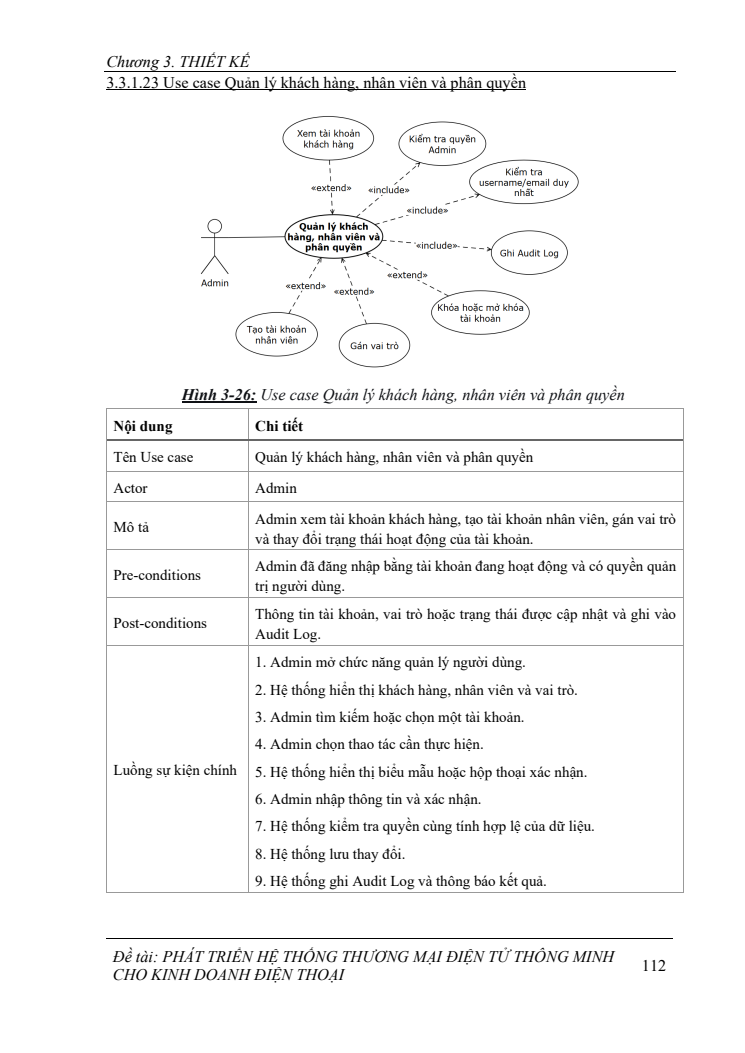 Chương 3. THIẾT KẾ
3.3.1.23 Use case Quản lý khách hàng, nhân viên và phân quyền
Xem tài khoản
khách hàng
Kiểm tra quyền
Admin
Kiểm tra
username/email duy
nhất
«extend»
«include»
«include»
Quản lý khách
hàng, nhân viên và
phân quyền
«include»
Ghi Audit Log
Admin
«extend»
«extend»
«extend»
Khóa hoặc mở khóa
tài khoản
Tạo tài khoản
nhân viên
Gán vai trò
Hình 3-26: Use case Quản lý khách hàng, nhân viên và phân quyền
Nội dung
Chi tiết
Tên Use case
Quản lý khách hàng, nhân viên và phân quyền
Actor
Admin
Mô tả
Admin xem tài khoản khách hàng, tạo tài khoản nhân viên, gán vai trò
và thay đổi trạng thái hoạt động của tài khoản.
Pre-conditions
Admin đã đăng nhập bằng tài khoản đang hoạt động và có quyền quản
trị người dùng.
Post-conditions
Thông tin tài khoản, vai trò hoặc trạng thái được cập nhật và ghi vào
Audit Log.
Luồng sự kiện chính
1. Admin mở chức năng quản lý người dùng.
2. Hệ thống hiển thị khách hàng, nhân viên và vai trò.
3. Admin tìm kiếm hoặc chọn một tài khoản.
4. Admin chọn thao tác cần thực hiện.
5. Hệ thống hiển thị biểu mẫu hoặc hộp thoại xác nhận.
6. Admin nhập thông tin và xác nhận.
7. Hệ thống kiểm tra quyền cùng tính hợp lệ của dữ liệu.
8. Hệ thống lưu thay đổi.
9. Hệ thống ghi Audit Log và thông báo kết quả.
Đề tài: PHÁT TRIỂN HỆ THỐNG THƯƠNG MẠI ĐIỆN TỬ THÔNG MINH
CHO KINH DOANH ĐIỆN THOẠI
112